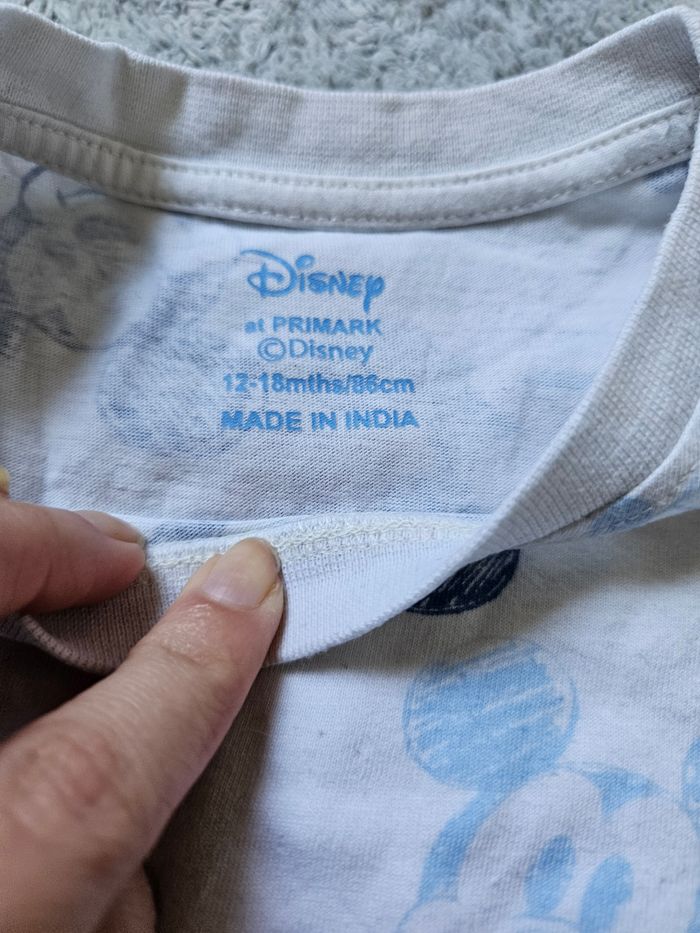 Disney
at PRIMARK
©Disney
12-18mths/86cm
MADE IN INDIA